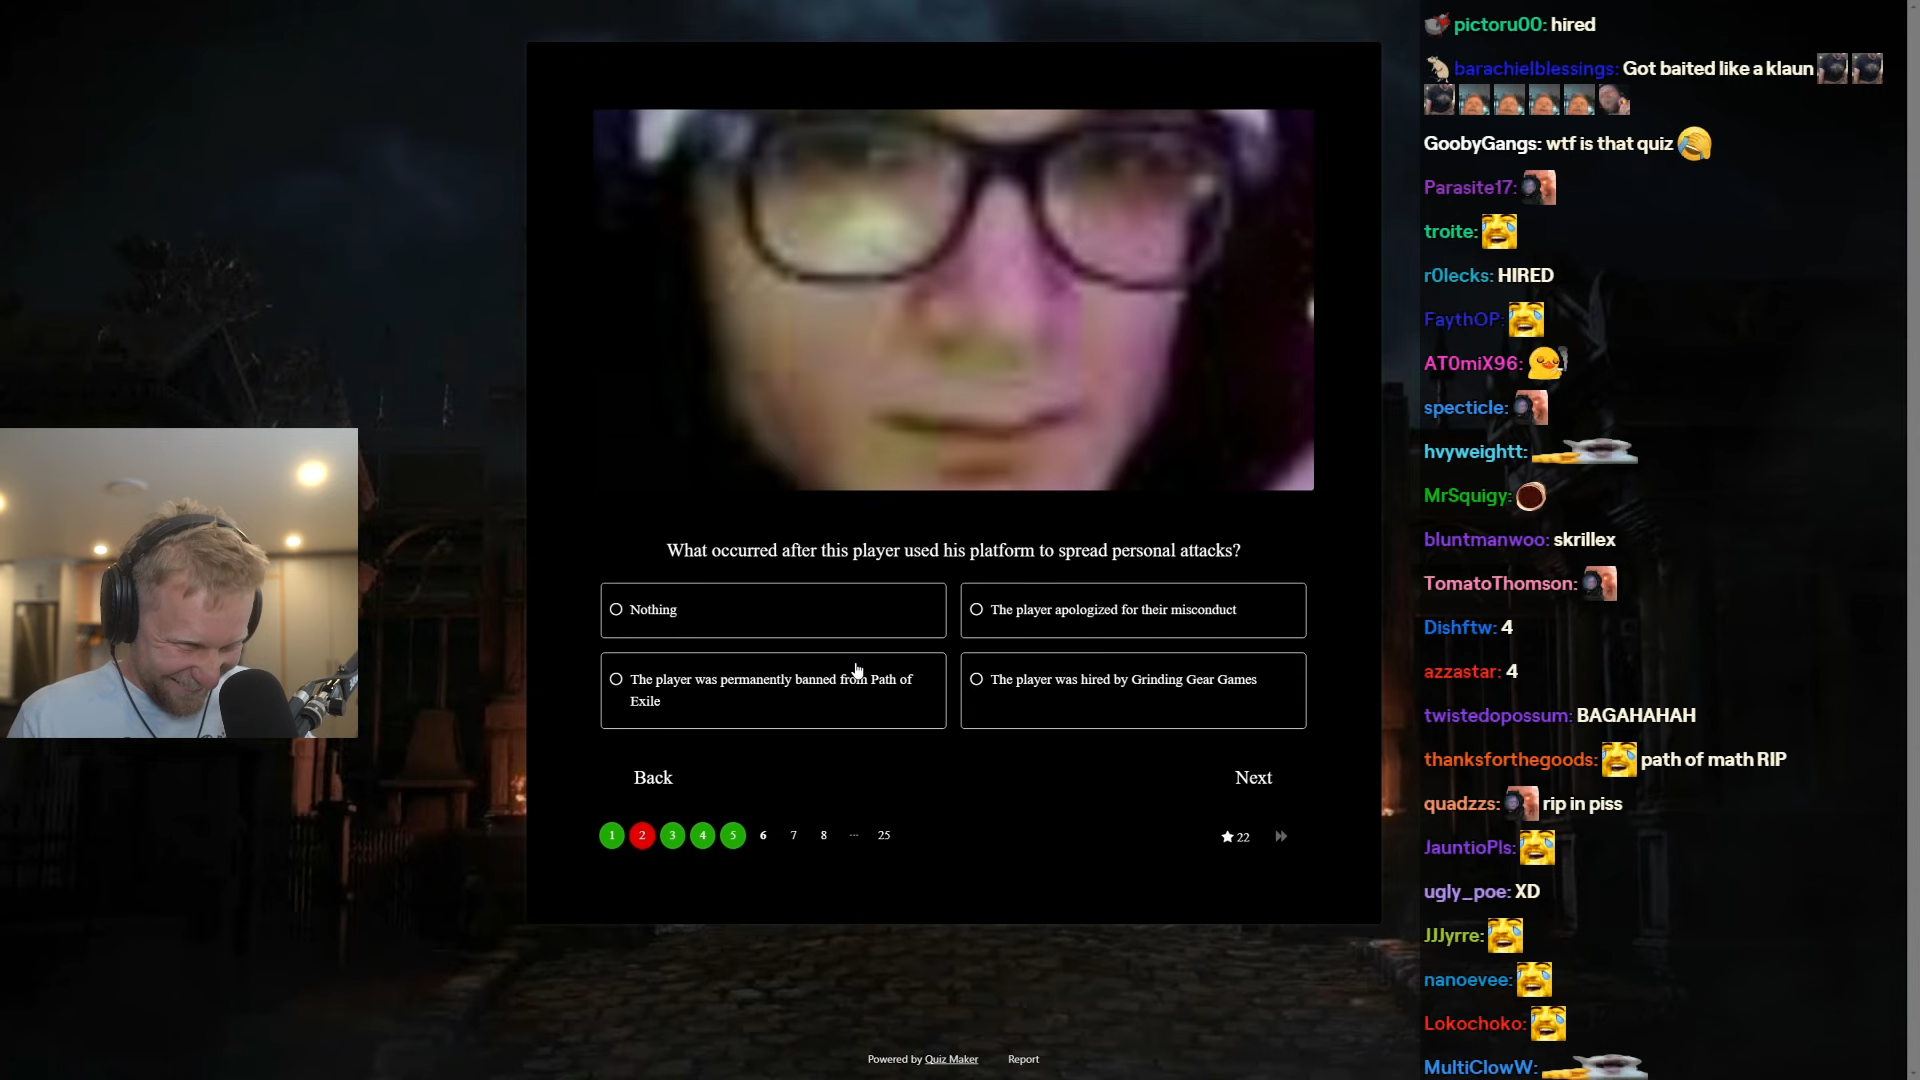 What occurred after this player used his platform to spread personal attacks?
Nothing
The player apologized for their misconduct
The player was permanently banned from Path of
Exile
The player was hired by Grinding Gear Games
Back
Next
1 2 3 4 5 6 7 8 ... 25
22
Powered by Quiz Maker
Report
pictoru00: hired
barachielblessings: Got baited like a klaun
GoobyGangs: wtf is that quiz
Parasite17:
troite:
r0lecks: HIRED
FaythOP:
AT0miX96:
specticle:
hvyweightt:
MrSquigy:
bluntmanwoo: skrillex
TomatoThomson:
Dishftw: 4
azzastar: 4
twistedopossum: BAGAHAHAH
thanksforthegoods: path of math RIP
quadzzs: rip in piss
JauntioPls:
ugly_poe: XD
JJJyrre:
nanoevee:
Lokochoko:
MultiClowW: